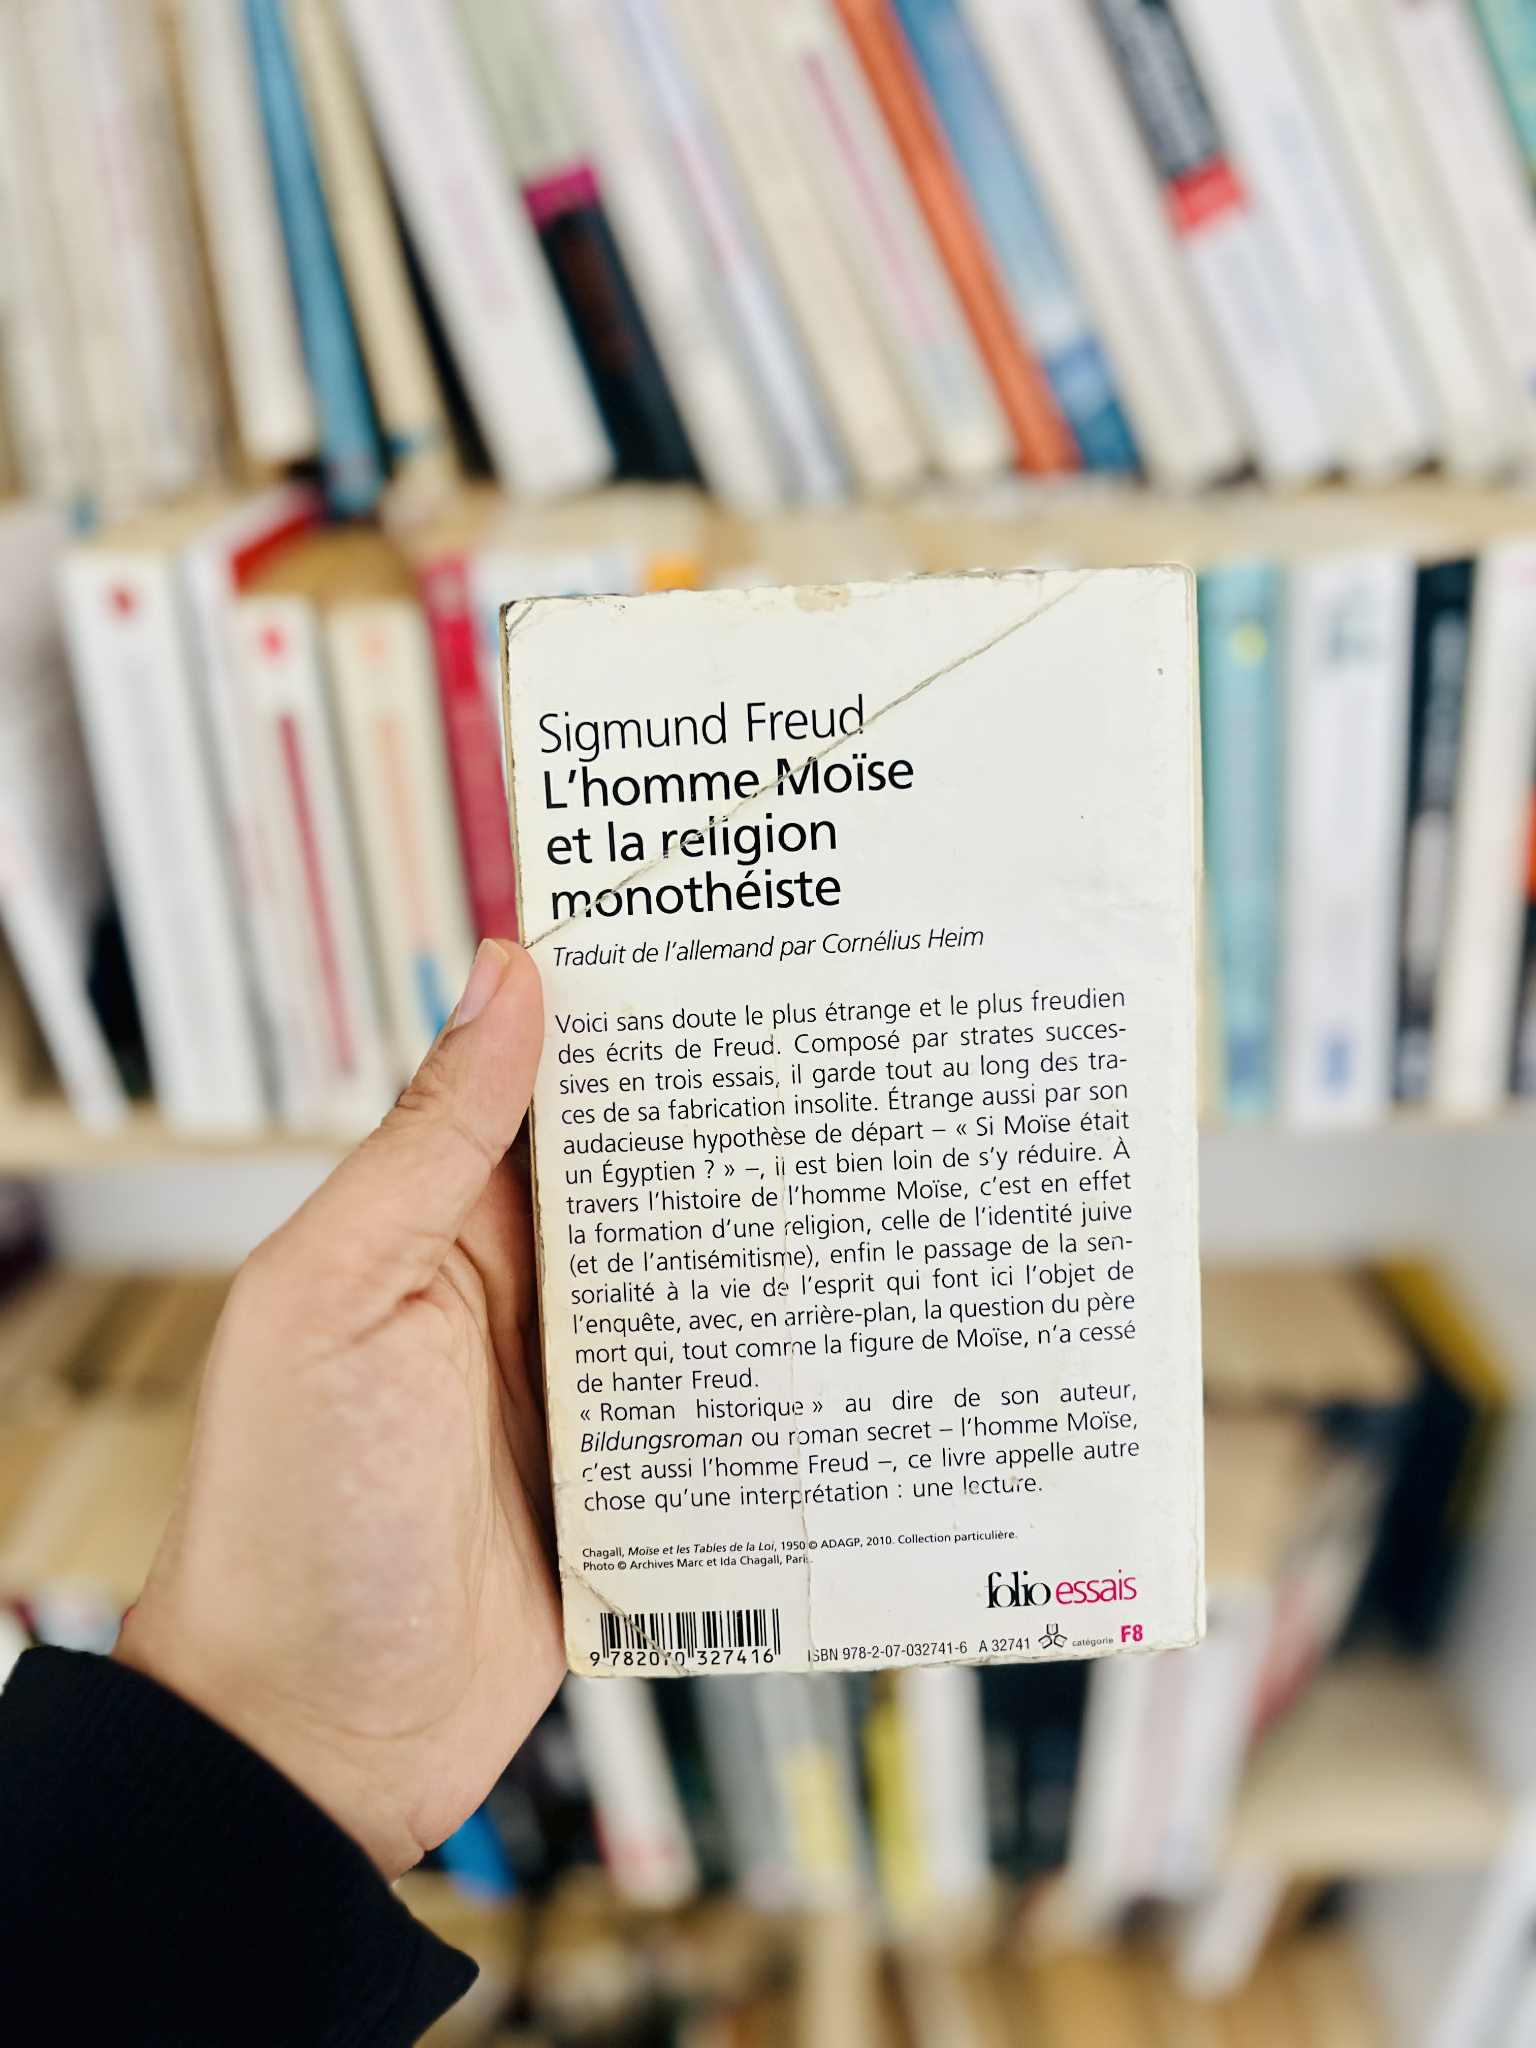 Sigmund Freud
L'homme Moïse
et la religion
monothéiste
Traduit de l'allemand par Cornélius Heim
Voici sans doute le plus étrange et le plus freudien
des écrits de Freud. Composé par strates succes-
sives en trois essais, il garde tout au long des tra-
ces de sa fabrication insolite. Étrange aussi par son
audacieuse hypothèse de départ – « Si Moïse était
un Égyptien ? » –, il est bien loin de s'y réduire. À
travers l'histoire de l'homme Moïse, c'est en effet
la formation d'une religion, celle de l'identité juive
(et de l'antisémitisme), enfin le passage de la sen-
sorialité à la vie de l'esprit qui font ici l'objet de
l'enquête, avec, en arrière-plan, la question du père
mort qui, tout comme la figure de Moïse, n'a cessé
de hanter Freud.
« Roman historique » au dire de son auteur,
Bildungsroman ou roman secret – l'homme Moïse,
c'est aussi l'homme Freud –, ce livre appelle autre
chose qu'une interprétation : une lecture.
Chagall, Moïse et les Tables de la Loi, 1950 © ADAGP, 2010. Collection particulière.
Photo © Archives Marc et Ida Chagall, Paris.
folio essais
9 782070 327416
ISBN 978-2-07-032741-6 A 32741 catégorie F8